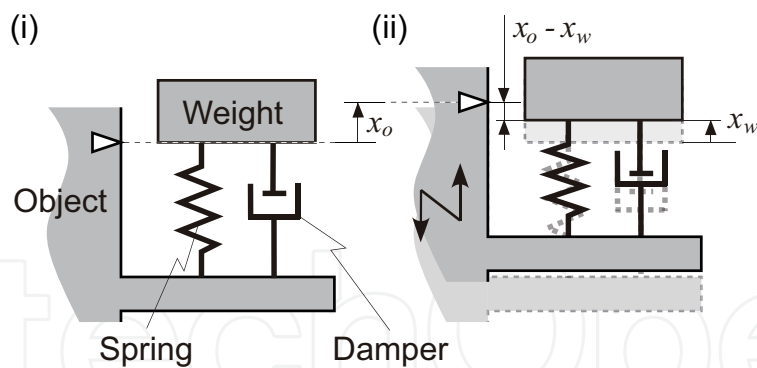 (i)
Weight
Object
Spring
Damper
x_o
(ii)
x_o - x_w
x_w